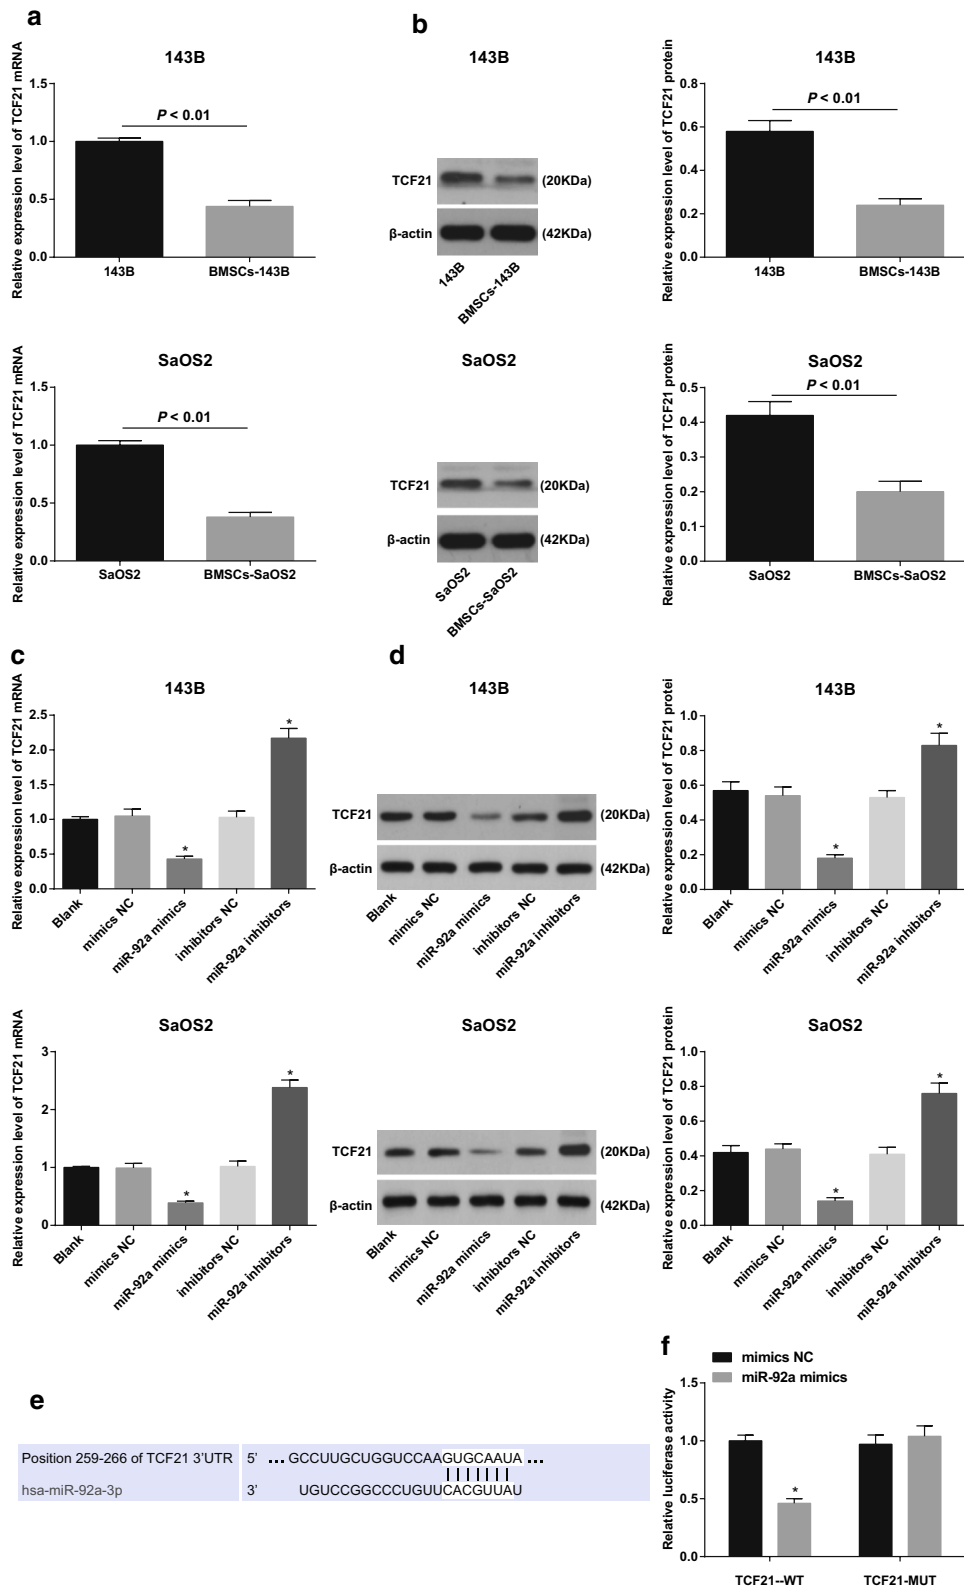 a
143B
Relative expression level of TCF21 mRNA
1.5
1.0
0.5
0.0
P < 0.01
143B
BMSCs-143B
b
143B
TCF21
(20KDa)
β-actin
(42KDa)
143B
BMSCs-143B
143B
Relative expression level of TCF21 protein
0.8
0.6
0.4
0.2
0.0
P < 0.01
143B
BMSCs-143B
SaOS2
Relative expression level of TCF21 mRNA
1.5
1.0
0.5
0.0
P < 0.01
SaOS2
BMSCs-SaOS2
SaOS2
TCF21
(20KDa)
β-actin
(42KDa)
SaOS2
BMSCs-SaOS2
SaOS2
Relative expression level of TCF21 protein
0.5
0.4
0.3
0.2
0.1
0.0
P < 0.01
SaOS2
BMSCs-SaOS2
c
143B
Relative expression level of TCF21 mRNA
2.5
2.0
1.5
1.0
0.5
0.0
*
*
Blank
mimics NC
miR-92a mimics
inhibitors NC
miR-92a inhibitors
d
143B
TCF21
(20KDa)
β-actin
(42KDa)
Blank
mimics NC
miR-92a mimics
inhibitors NC
miR-92a inhibitors
143B
Relative expression level of TCF21 protei
1.0
0.8
0.6
0.4
0.2
0.0
*
*
Blank
mimics NC
miR-92a mimics
inhibitors NC
miR-92a inhibitors
SaOS2
Relative expression level of TCF21 mRNA
3
2
1
0
*
*
Blank
mimics NC
miR-92a mimics
inhibitors NC
miR-92a inhibitors
SaOS2
TCF21
(20KDa)
β-actin
(42KDa)
Blank
mimics NC
miR-92a mimics
inhibitors NC
miR-92a inhibitors
SaOS2
Relative expression level of TCF21 protein
1.0
0.8
0.6
0.4
0.2
0.0
*
*
Blank
mimics NC
miR-92a mimics
inhibitors NC
miR-92a inhibitors
e
Position 259-266 of TCF21 3'UTR 5' ... GCCUUGCUGGUCCAAGUGCAAUA ...
hsa-miR-92a-3p 3' UGUCCGGCCCUGUUCACGUUAU
f
mimics NC
miR-92a mimics
Relative luciferase activity
1.5
1.0
0.5
0.0
*
TCF21--WT
TCF21-MUT